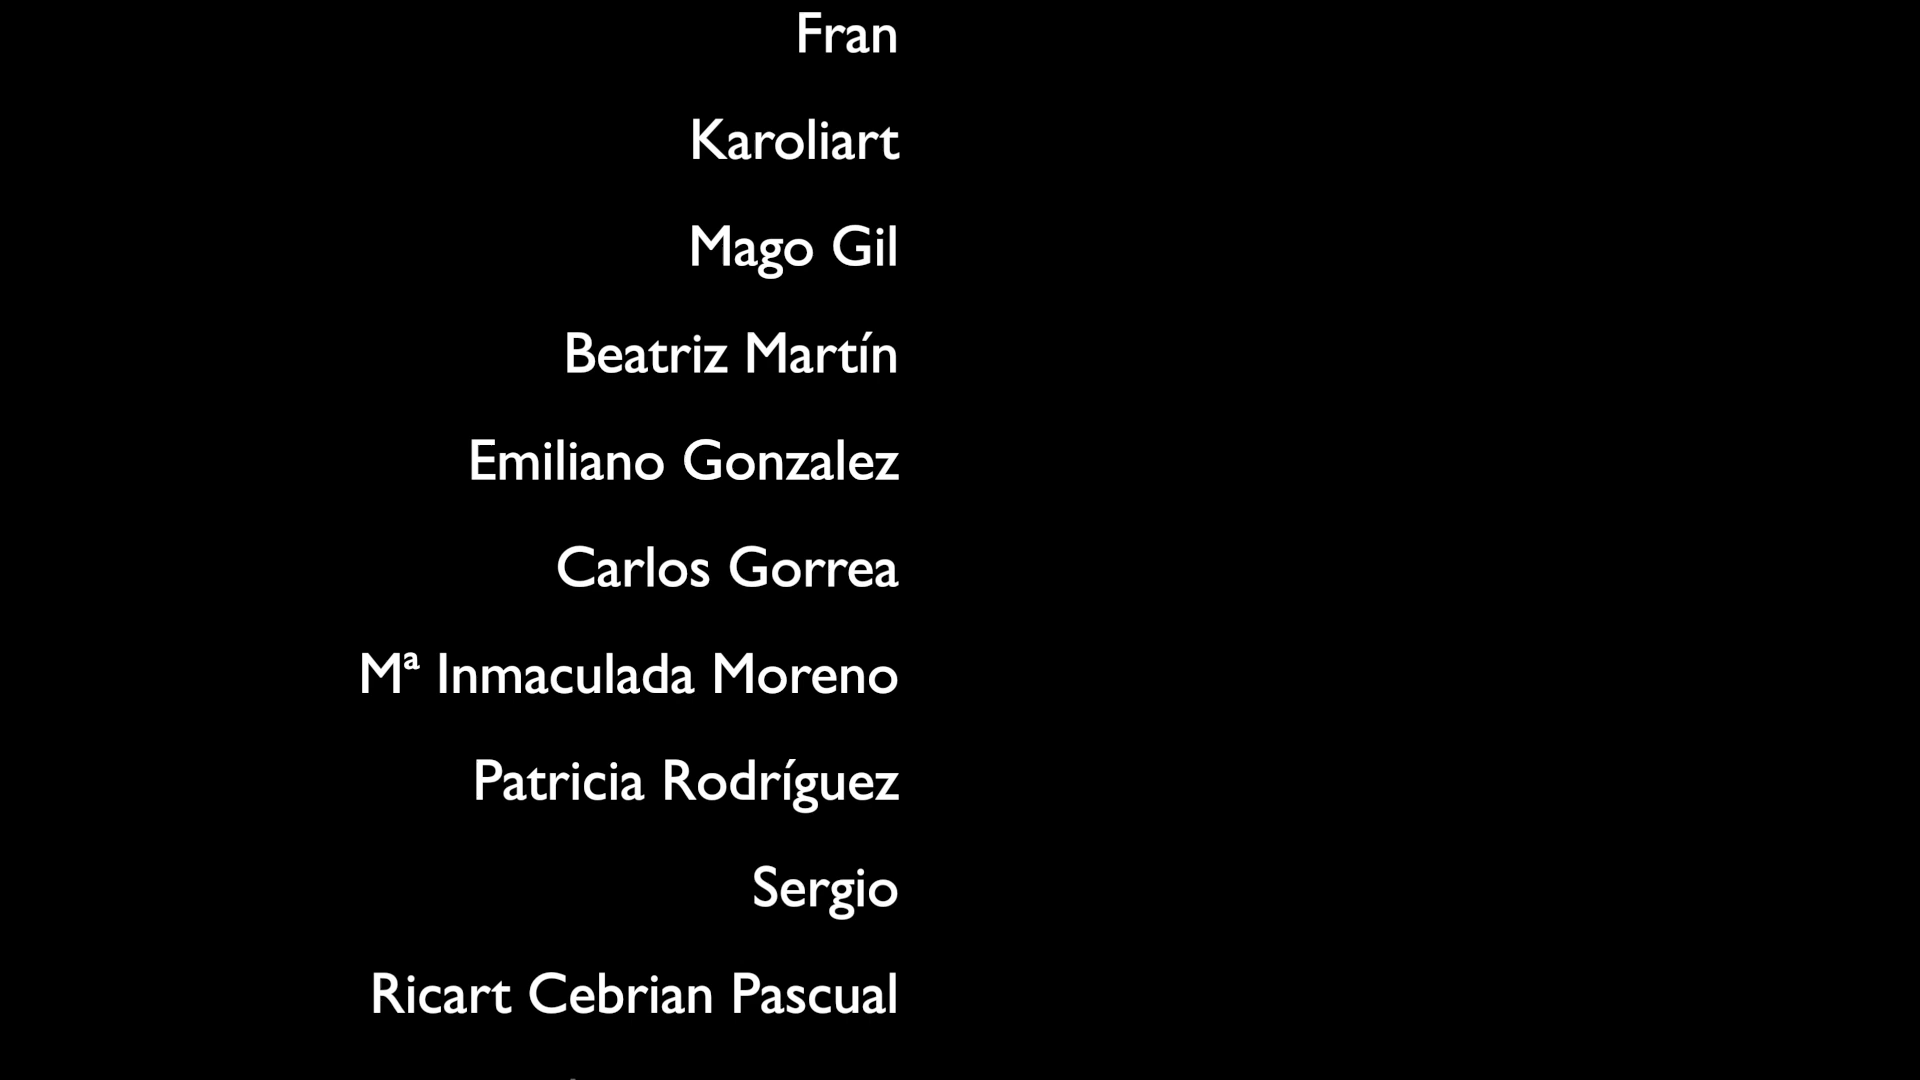 Fran
Karoliart
Mago Gil
Beatriz Martín
Emiliano Gonzalez
Carlos Gorrea
Mª Inmaculada Moreno
Patricia Rodríguez
Sergio
Ricart Cebrian Pascual